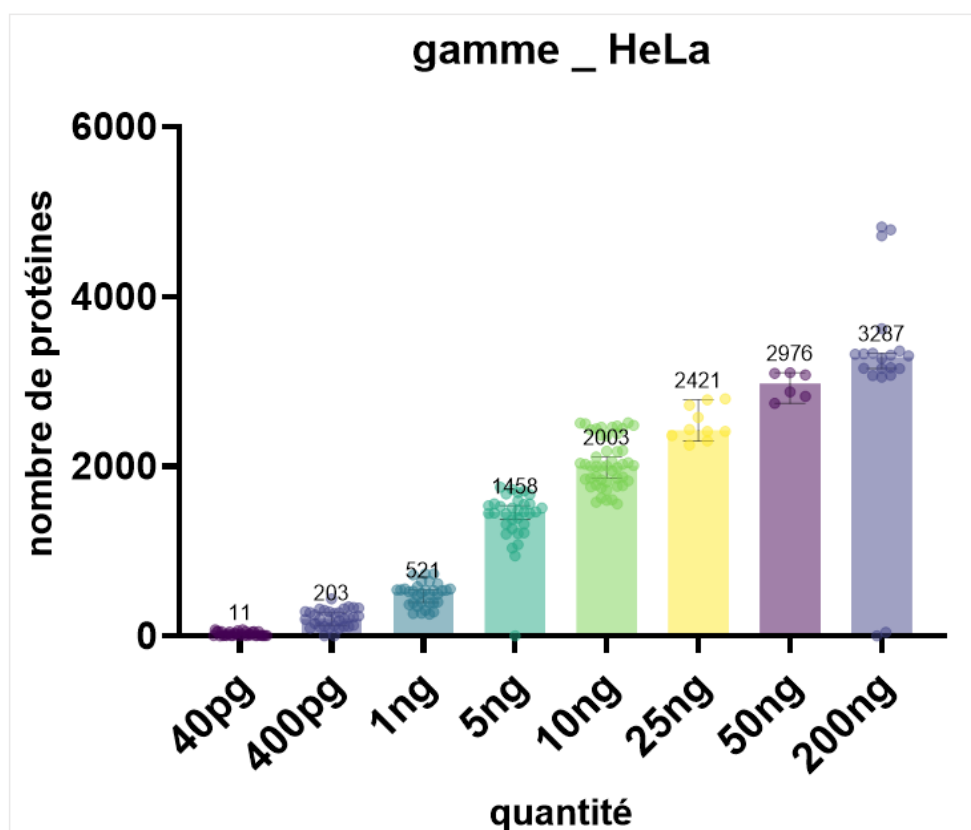 gamme _ HeLa
nombre de protéines
6000
4000
2000
0
11
203
521
1458
2003
2421
2976
3287
40pg
400pg
1ng
5ng
10ng
25ng
50ng
200ng
quantité